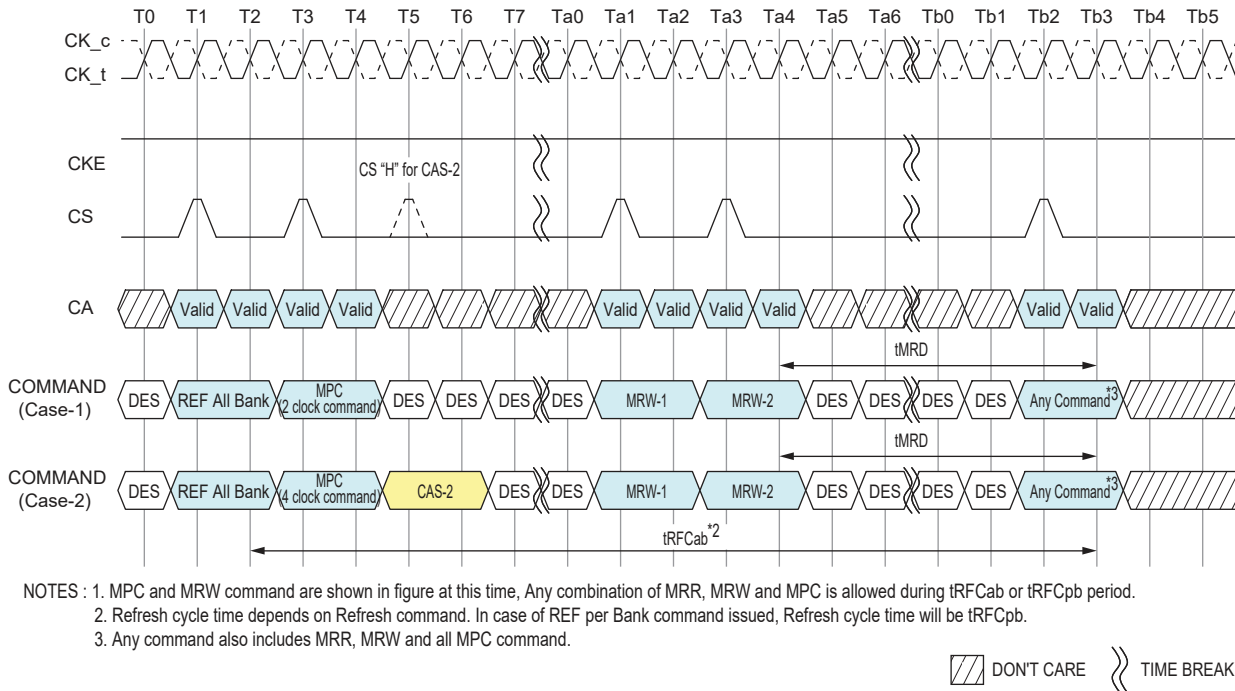 T0 T1 T2 T3 T4 T5 T6 T7 Ta0 Ta1 Ta2 Ta3 Ta4 Ta5 Ta6 Tb0 Tb1 Tb2 Tb3 Tb4 Tb5
CK_c
CK_t
CKE
CS "H" for CAS-2
CS
CA Valid Valid Valid Valid Valid Valid Valid Valid Valid Valid
tMRD
COMMAND
(Case-1)
DES REF All Bank MPC
(2 clock command) DES DES DES DES MRW-1 MRW-2 DES DES DES DES Any Command*3
tMRD
COMMAND
(Case-2)
DES REF All Bank MPC
(4 clock command) CAS-2 DES DES MRW-1 MRW-2 DES DES DES DES Any Command*3
tRFCab*2
NOTES : 1. MPC and MRW command are shown in figure at this time, Any combination of MRR, MRW and MPC is allowed during tRFCab or tRFCpb period.
2. Refresh cycle time depends on Refresh command. In case of REF per Bank command issued, Refresh cycle time will be tRFCpb.
3. Any command also includes MRR, MRW and all MPC command.
DON'T CARE TIME BREAK